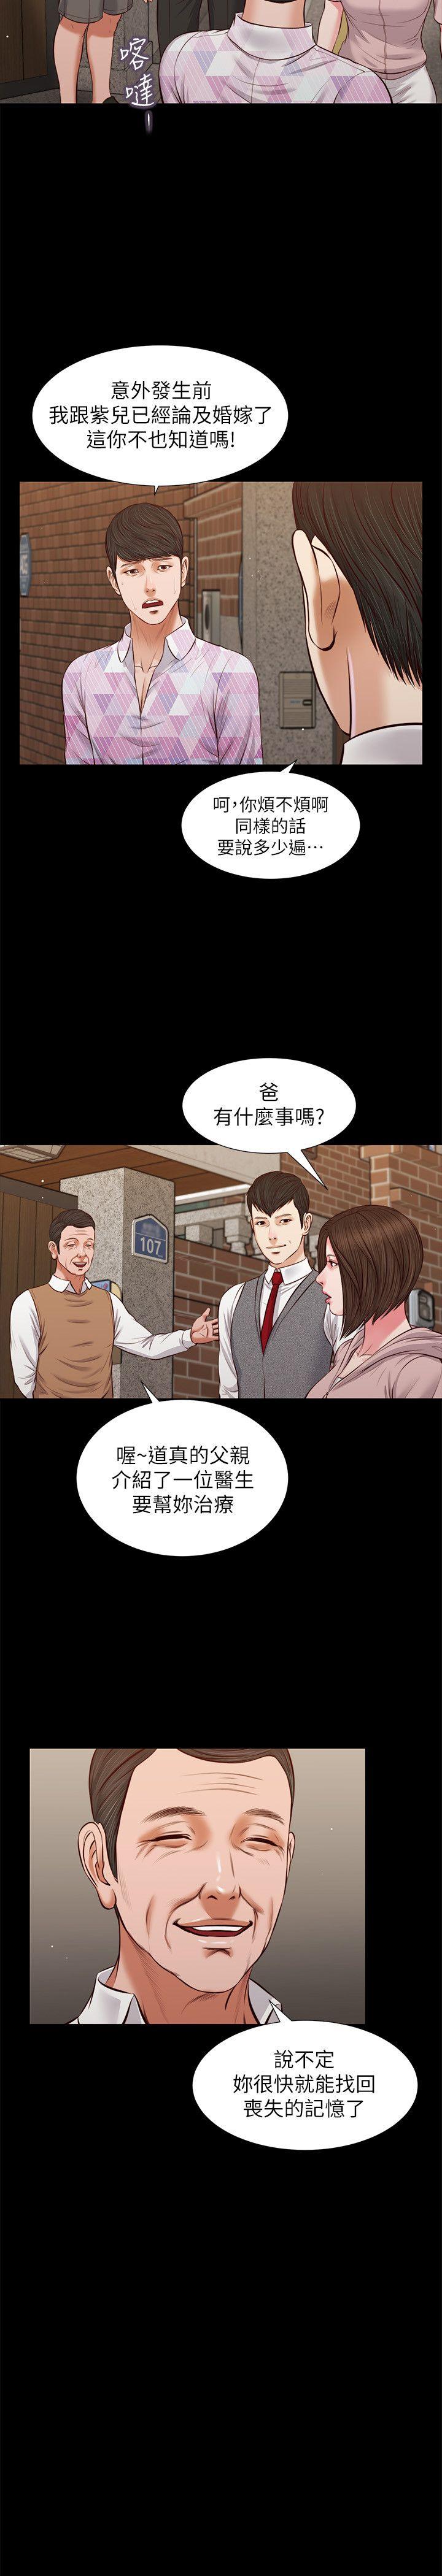 喀
噠!
意外發生前
我跟紫兒已經論及婚嫁了
這你不也知道嗎!
呵,你煩不煩啊
同樣的話
要說多少遍…
爸
有什麼事嗎?
107
喔~道真的父親
介紹了一位醫生
要幫妳治療
說不定
妳很快就能找回
喪失的記憶了